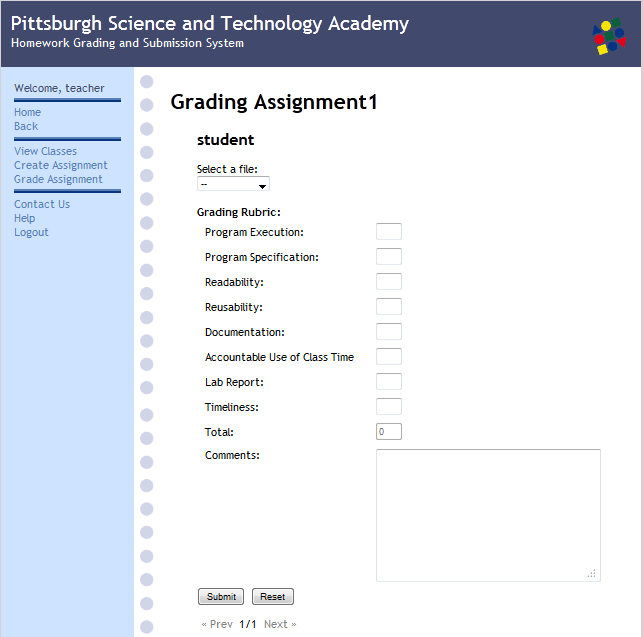 Pittsburgh Science and Technology Academy
Homework Grading and Submission System
Welcome, teacher
Home
Back
View Classes
Create Assignment
Grade Assignment
Contact Us
Help
Logout
Grading Assignment1
student
Select a file:
--
Grading Rubric:
Program Execution:
Program Specification:
Readability:
Reusability:
Documentation:
Accountable Use of Class Time
Lab Report:
Timeliness:
Total: 0
Comments:
Submit Reset
« Prev 1/1 Next »